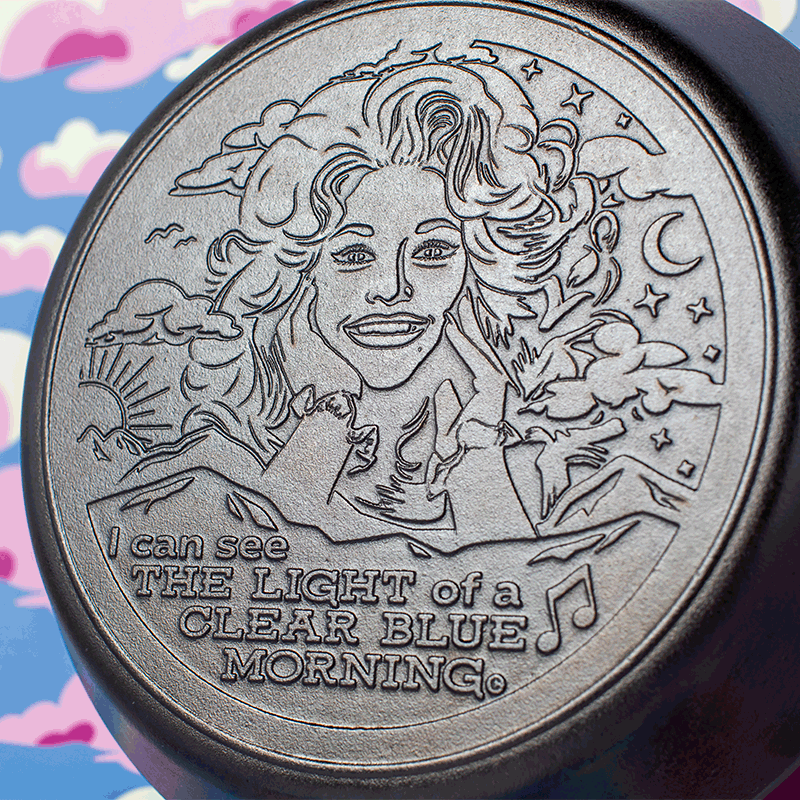 I can see
THE LIGHT of a
CLEAR BLUE
MORNING©